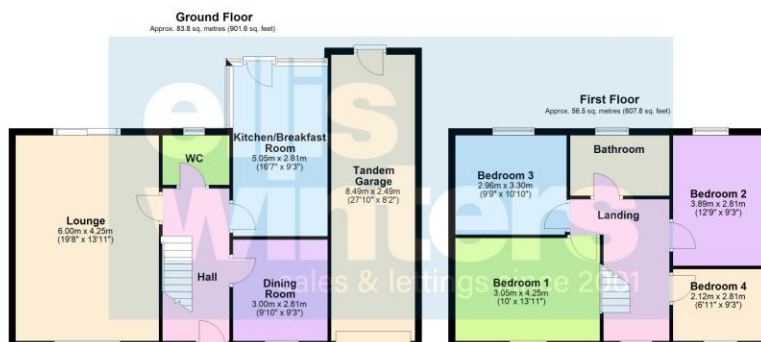 Ground Floor
Approx. 83.8 sq. metres (901.6 sq. feet)
First Floor
Approx. 56.5 sq. metres (607.8 sq. feet)
ellis
winters
sales & lettings since 2001
Kitchen/Breakfast
Room
5.05m x 2.81m
(16'7" x 9'3")
WC
Tandem
Garage
8.49m x 2.49m
(27'10" x 8'2")
Lounge
6.00m x 4.25m
(19'8" x 13'11")
Hall
Dining
Room
3.00m x 2.81m
(9'10" x 9'3")
Bathroom
Bedroom 3
2.96m x 3.30m
(9'9" x 10'10")
Bedroom 2
3.89m x 2.81m
(12'9" x 9'3")
Landing
Bedroom 1
3.05m x 4.25m
(10' x 13'11")
Bedroom 4
2.12m x 2.81m
(6'11" x 9'3")